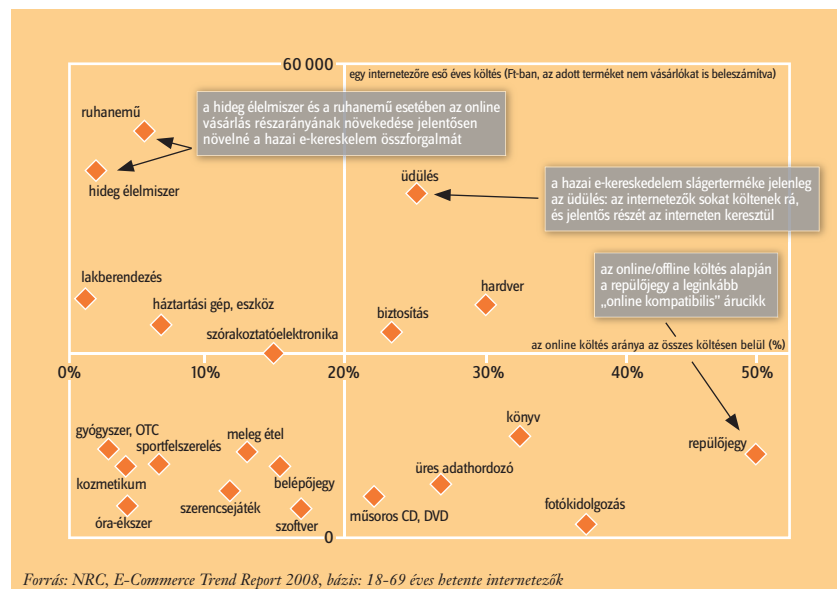 60 000
egy internetezőre eső éves költés (Ft-ban, az adott terméket nem vásárlókat is beleszámítva)
ruhanemű
a hideg élelmiszer és a ruhanemű esetében az online
vásárlás részarányának növekedése jelentősen
növelné a hazai e-kereskelem összforgalmát
hideg élelmiszer
üdülés
a hazai e-kereskedelem slágerterméke jelenleg
az üdülés: az internetezők sokat költenek rá,
és jelentős részét az interneten keresztül
az online/offline költés alapján
a repülőjegy a leginkább
„online kompatibilis” árucikk
lakberendezés
háztartási gép, eszköz
szórakoztatóelektronika
biztosítás
hardver
az online költés aránya az összes költésen belül (%)
0% 10% 20% 30% 40% 50%
gyógyszer, OTC
sportfelszerelés
meleg étel
könyv
repülőjegy
kozmetikum
belépőjegy
üres adathordozó
óra-ékszer
szerencsejáték
szoftver
műsoros CD, DVD
fotókidolgozás
0
Forrás: NRC, E-Commerce Trend Report 2008, bázis: 18-69 éves hetente internetezők